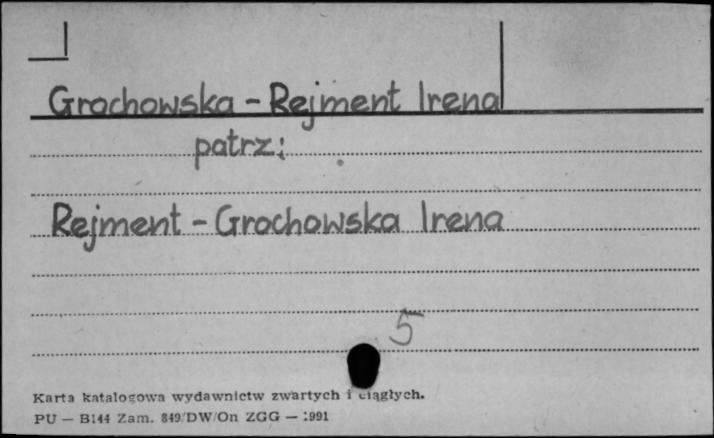 Grochowska - Rejment Irena
patrz:
Rejment - Grochowska Irena
5
Karta katalogowa wydawnictw zwartych i ciągłych.
PU — B144 Zam. 849/DW/On ZGG — 1991